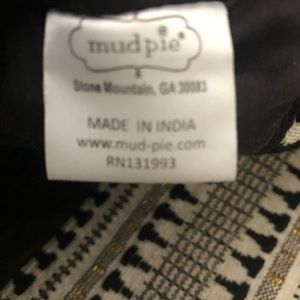 mudpie®
Stone Mountain, GA 30083
MADE IN INDIA
www.mud-pie.com
RN131993